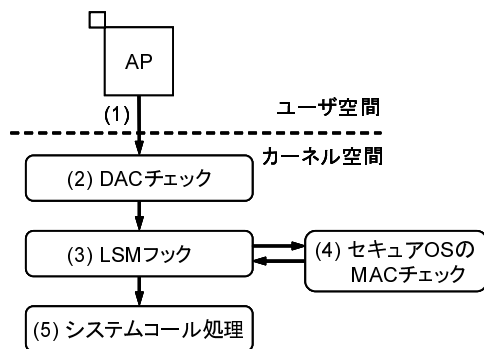 AP
(1)
ユーザ空間
カーネル空間
(2) DACチェック
(3) LSMフック
(4) セキュアOSの
MACチェック
(5) システムコール処理